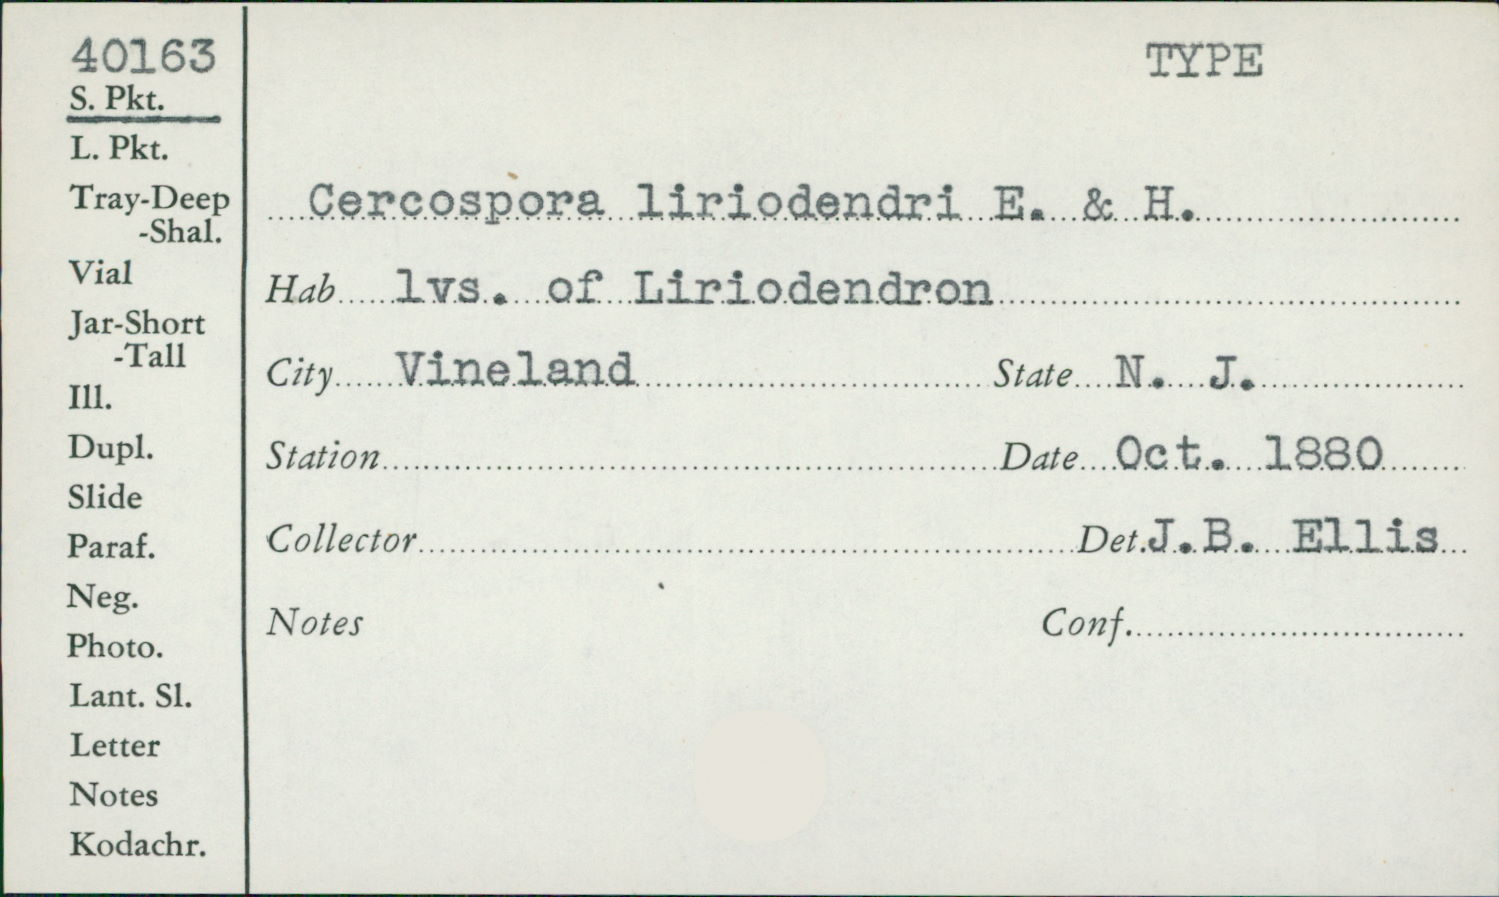 40163
S. Pkt.
L. Pkt.
Tray-Deep
-Shal.
Vial
Jar-Short
-Tall
Ill.
Dupl.
Slide
Paraf.
Neg.
Photo.
Lant. Sl.
Letter
Notes
Kodachr.
TYPE
Cercospora liriodendri E. & H.
Hab lvs. of Liriodendron
City Vineland State N. J.
Station Date Oct. 1880
Collector Det. J.B. Ellis
Notes Conf.